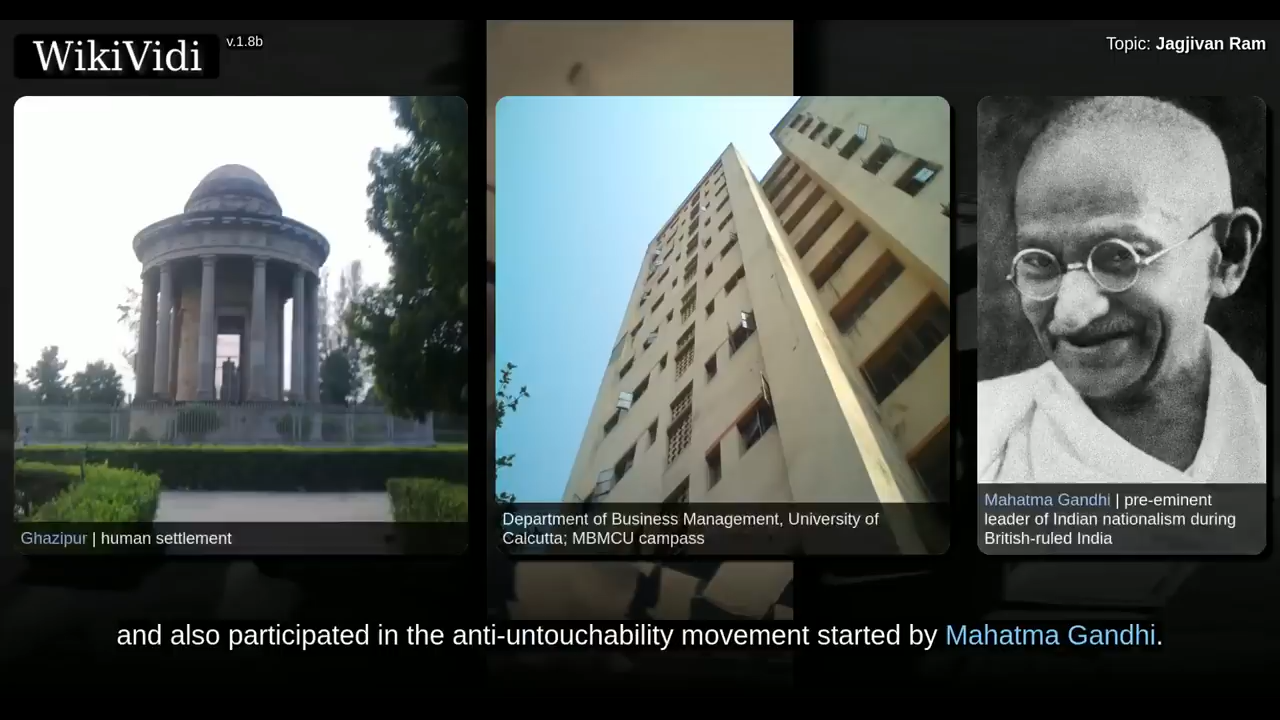 WikiVidi
v.1.8b
Topic: Jagjivan Ram
Ghazipur | human settlement
Department of Business Management, University of
Calcutta; MBMCU campass
Mahatma Gandhi | pre-eminent
leader of Indian nationalism during
British-ruled India
and also participated in the anti-untouchability movement started by Mahatma Gandhi.